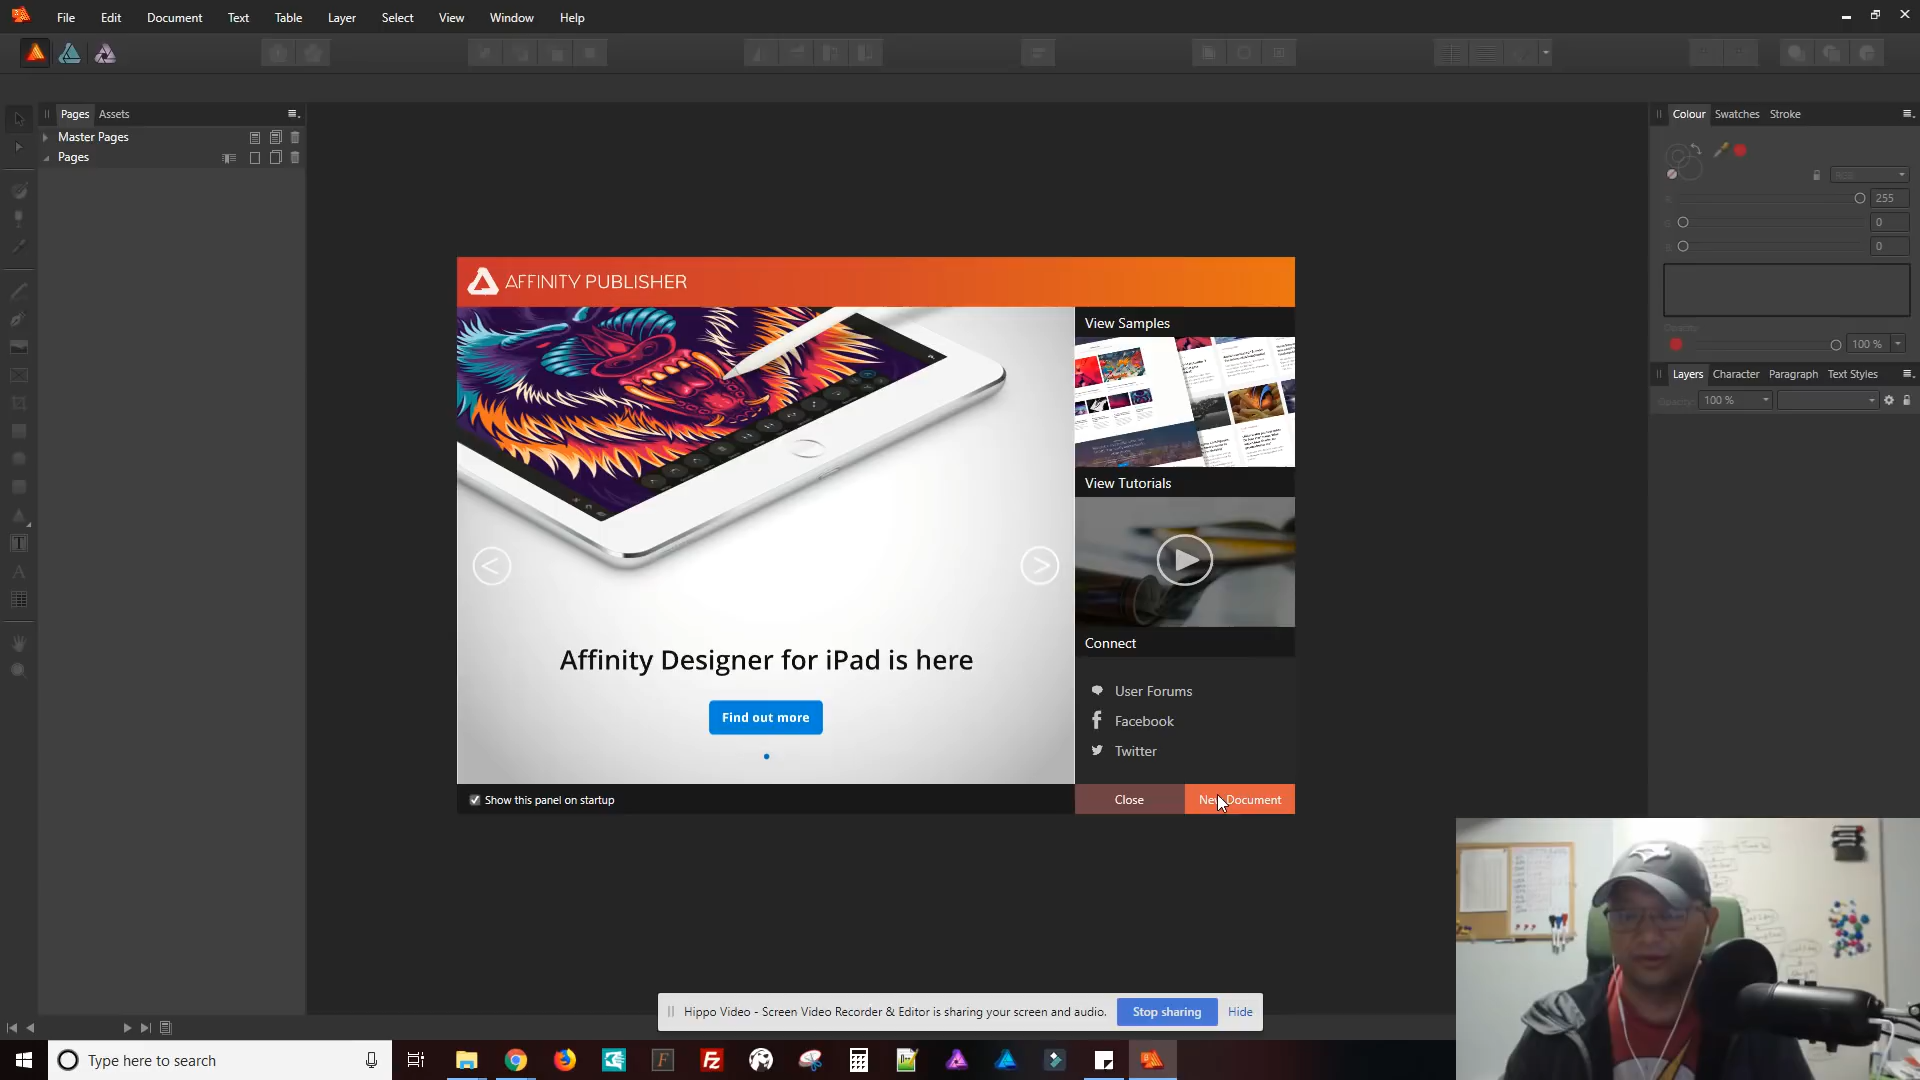 File Edit Document Text Table Layer Select View Window Help
Pages Assets
Master Pages
Pages
Colour Swatches Stroke
RGB
255
0
0
Opacity:
100 %
Layers Character Paragraph Text Styles
Opacity: 100 %
AFFINITY PUBLISHER
View Samples
View Tutorials
Connect
User Forums
Facebook
Twitter
Affinity Designer for iPad is here
Find out more
Show this panel on startup
Close
New Document
Hippo Video - Screen Video Recorder & Editor is sharing your screen and audio.
Stop sharing
Hide
Type here to search